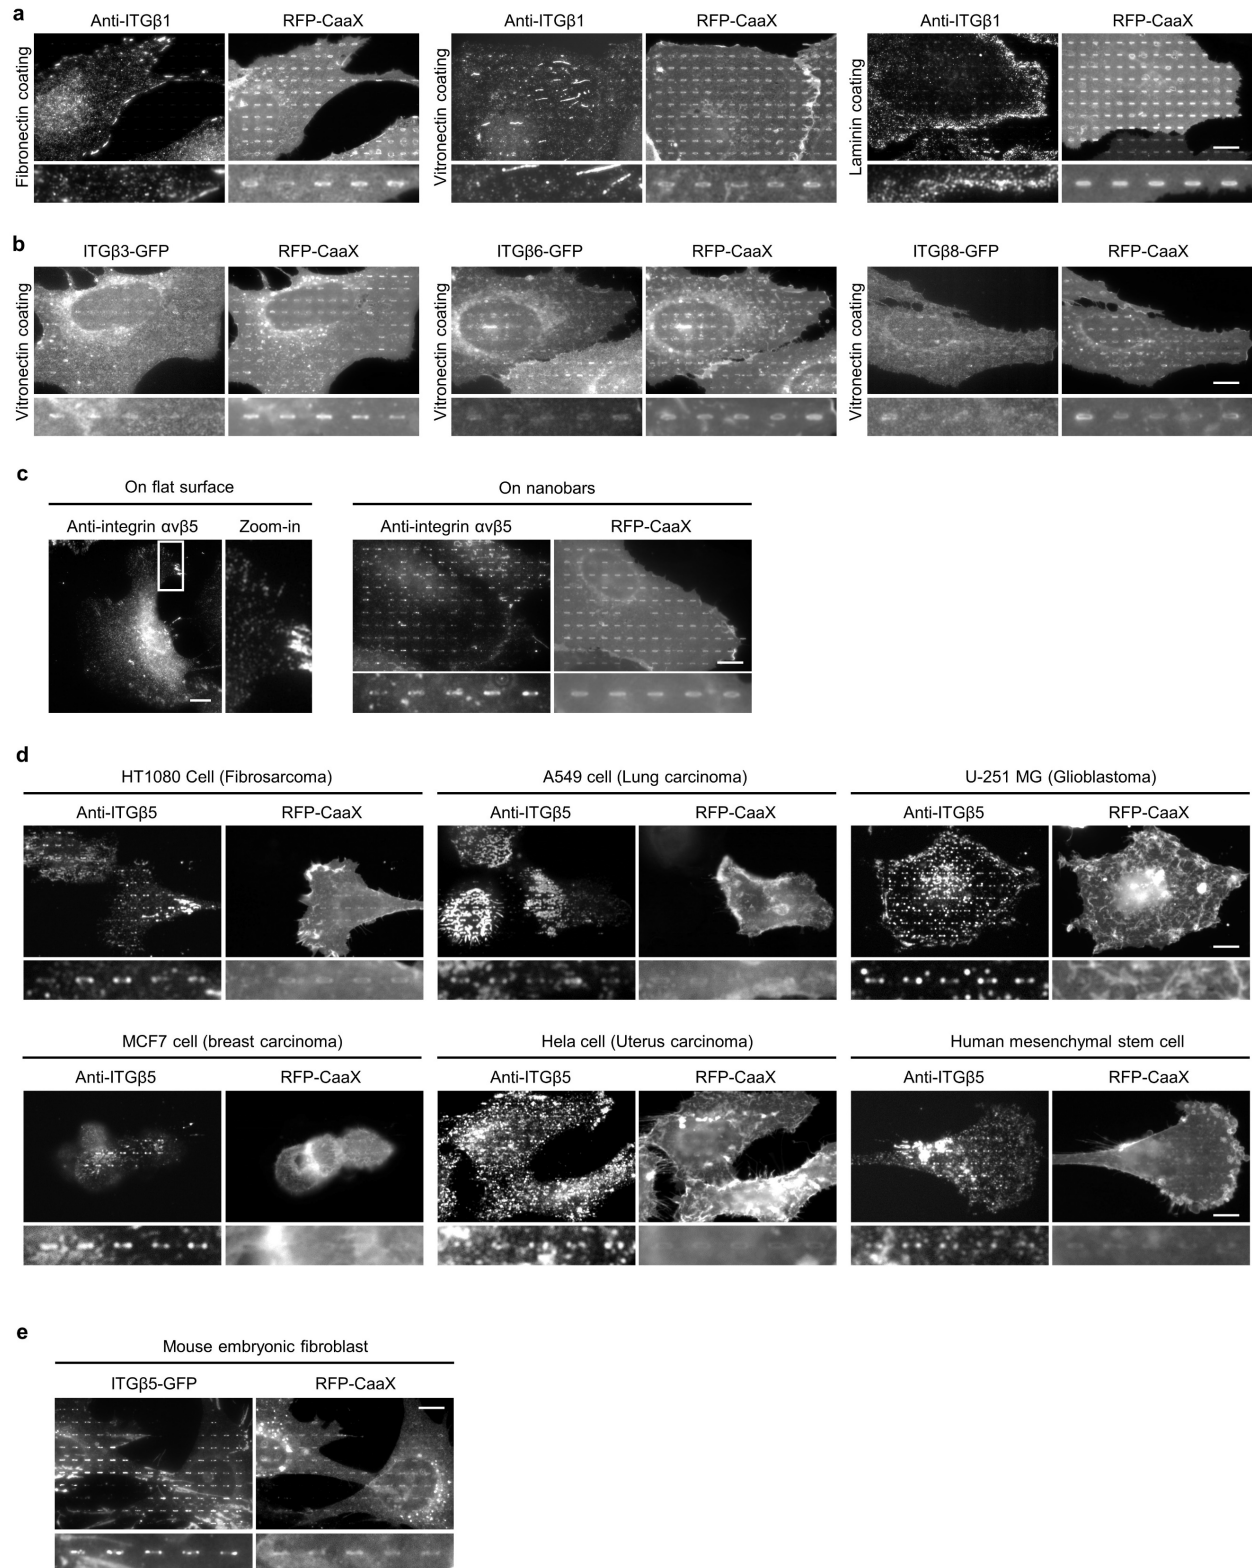 a
Anti-ITGβ1 RFP-CaaX Anti-ITGβ1 RFP-CaaX Anti-ITGβ1 RFP-CaaX
Fibronectin coating
Vitronectin coating
Laminin coating
b
ITGβ3-GFP RFP-CaaX ITGβ6-GFP RFP-CaaX ITGβ8-GFP RFP-CaaX
Vitronectin coating
Vitronectin coating
Vitronectin coating
c
On flat surface On nanobars
Anti-integrin αvβ5 Zoom-in Anti-integrin αvβ5 RFP-CaaX
d
HT1080 Cell (Fibrosarcoma) A549 cell (Lung carcinoma) U-251 MG (Glioblastoma)
Anti-ITGβ5 RFP-CaaX Anti-ITGβ5 RFP-CaaX Anti-ITGβ5 RFP-CaaX
MCF7 cell (breast carcinoma) Hela cell (Uterus carcinoma) Human mesenchymal stem cell
Anti-ITGβ5 RFP-CaaX Anti-ITGβ5 RFP-CaaX Anti-ITGβ5 RFP-CaaX
e
Mouse embryonic fibroblast
ITGβ5-GFP RFP-CaaX